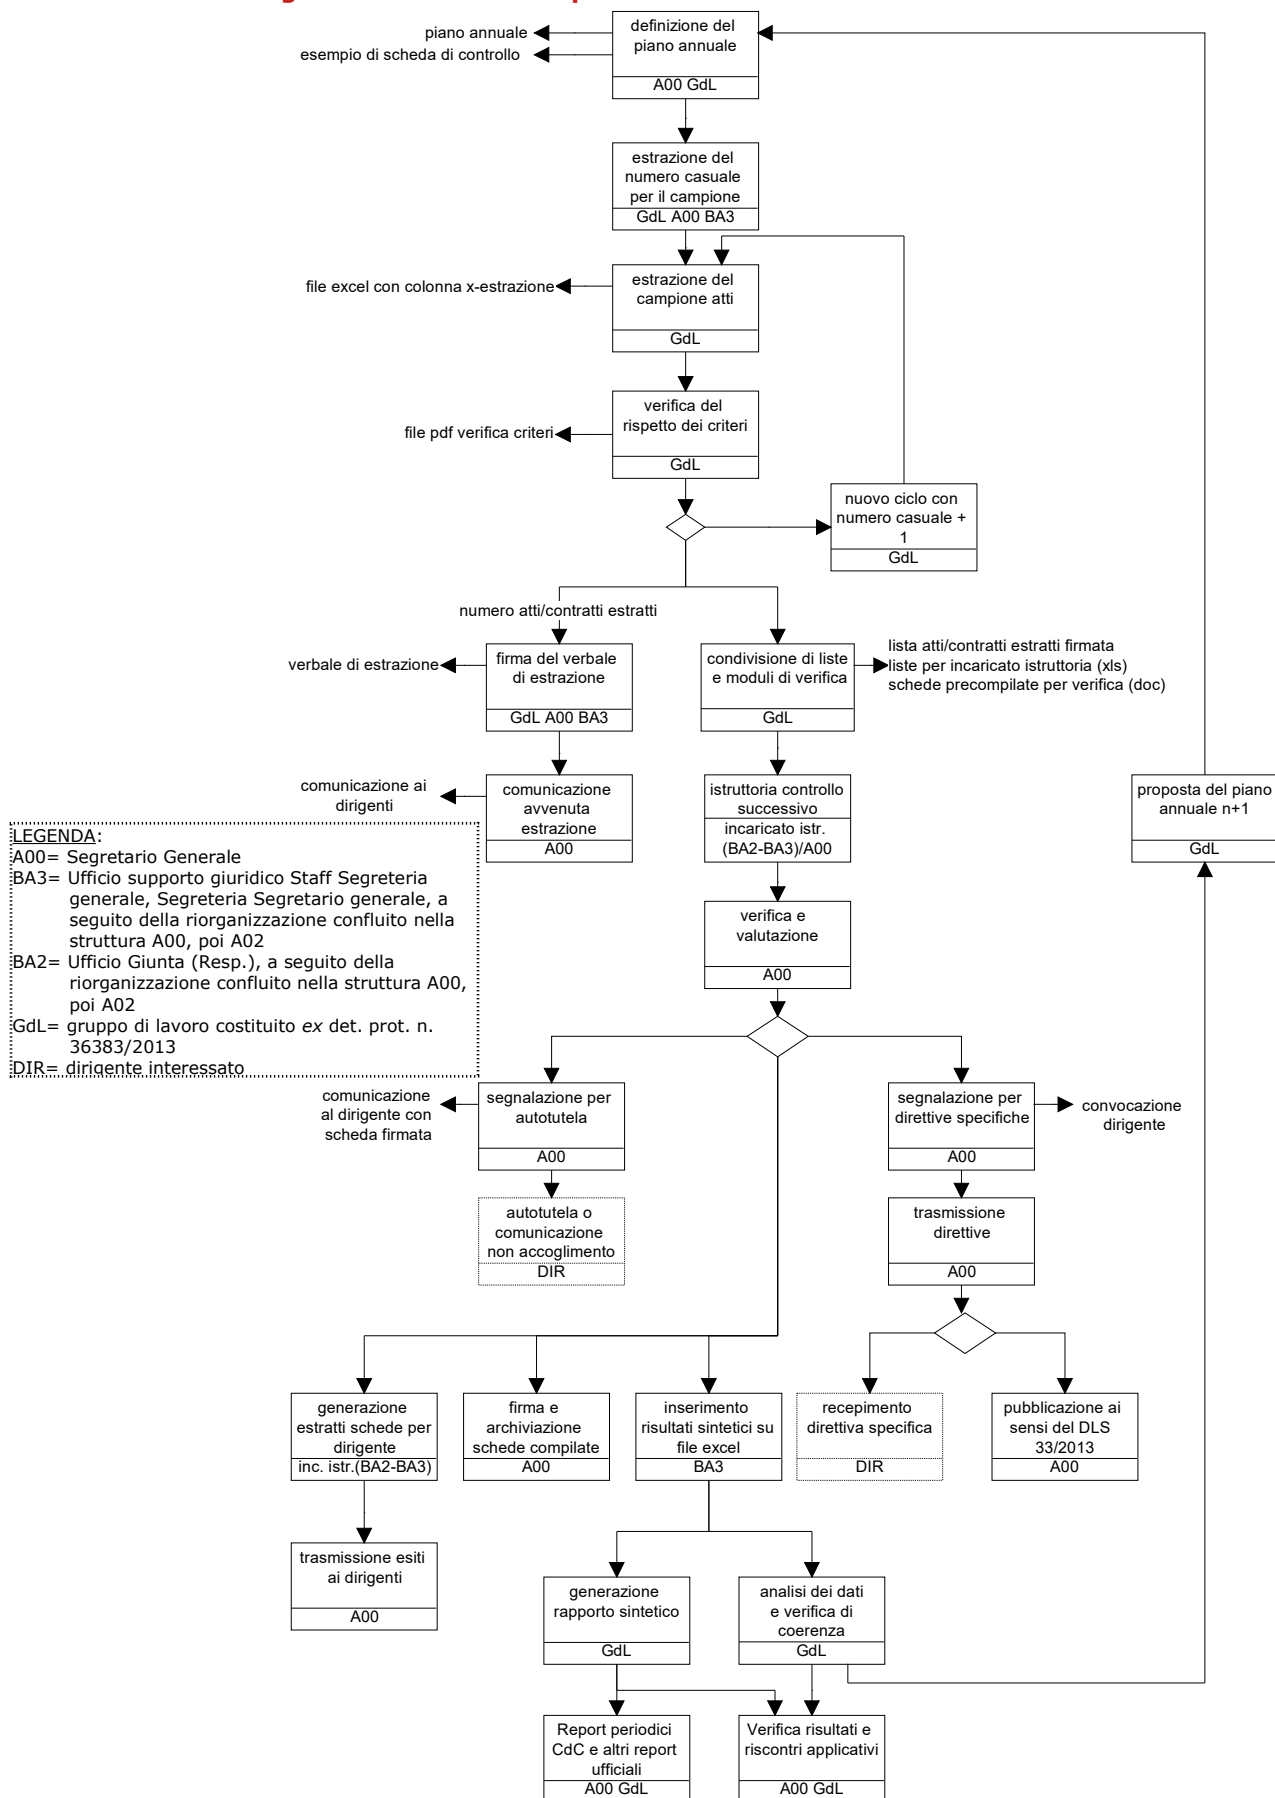 piano annuale
esempio di scheda di controllo
definizione del
piano annuale
A00 GdL
estrazione del
numero casuale
per il campione
GdL A00 BA3
file excel con colonna x-estrazione
estrazione del
campione atti
GdL
file pdf verifica criteri
verifica del
rispetto dei criteri
GdL
nuovo ciclo con
numero casuale +
1
GdL
numero atti/contratti estratti
verbale di estrazione
firma del verbale
di estrazione
GdL A00 BA3
condivisione di liste
e moduli di verifica
GdL
lista atti/contratti estratti firmata
liste per incaricato istruttoria (xls)
schede precompilate per verifica (doc)
comunicazione ai
dirigenti
comunicazione
avvenuta
estrazione
A00
istruttoria controllo
successivo
incaricato istr.
(BA2-BA3)/A00
proposta del piano
annuale n+1
GdL
LEGENDA:
A00= Segretario Generale
BA3= Ufficio supporto giuridico Staff Segreteria
generale, Segreteria Segretario generale, a
seguito della riorganizzazione confluito nella
struttura A00, poi A02
BA2= Ufficio Giunta (Resp.), a seguito della
riorganizzazione confluito nella struttura A00,
poi A02
GdL= gruppo di lavoro costituito ex det. prot. n.
36383/2013
DIR= dirigente interessato
verifica e
valutazione
A00
comunicazione
al dirigente con
scheda firmata
segnalazione per
autotutela
A00
segnalazione per
direttive specifiche
A00
convocazione
dirigente
autotutela o
comunicazione
non accoglimento
DIR
trasmissione
direttive
A00
generazione
estratti schede per
dirigente
inc. istr.(BA2-BA3)
firma e
archiviazione
schede compilate
A00
inserimento
risultati sintetici su
file excel
BA3
recepimento
direttiva specifica
DIR
pubblicazione ai
sensi del DLS
33/2013
A00
trasmissione esiti
ai dirigenti
A00
generazione
rapporto sintetico
GdL
analisi dei dati
e verifica di
coerenza
GdL
Report periodici
CdC e altri report
ufficiali
A00 GdL
Verifica risultati e
riscontri applicativi
A00 GdL